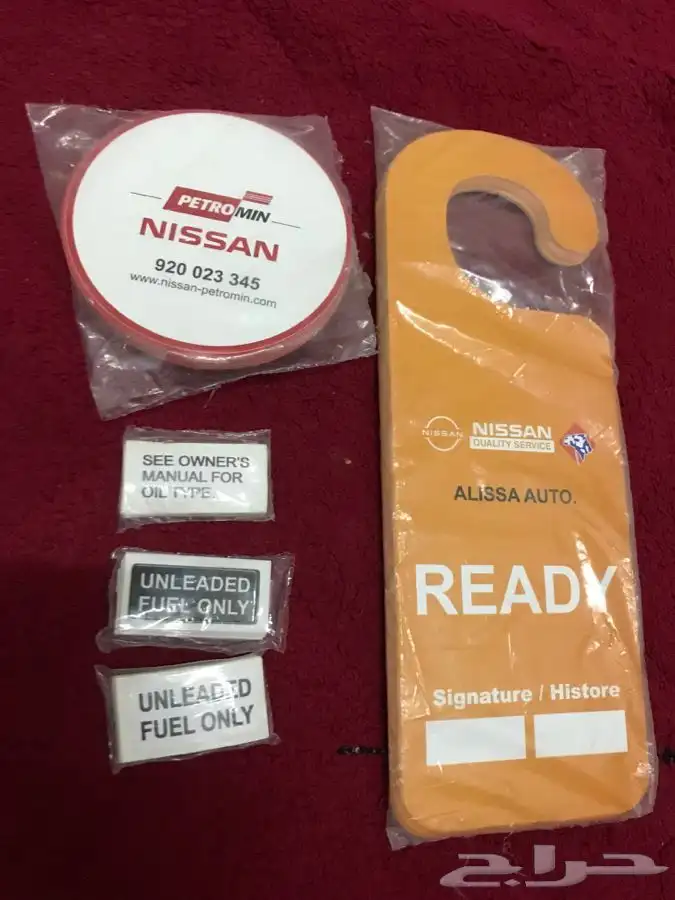 PETROMIN
NISSAN
920 023 345
www.nissan-petromin.com
SEE OWNER'S
MANUAL FOR
OIL TYPE.
UNLEADED
FUEL ONLY
UNLEADED
FUEL ONLY
NISSAN
NISSAN
QUALITY SERVICE
ALISSA AUTO.
READY
Signature / Histore
حراج